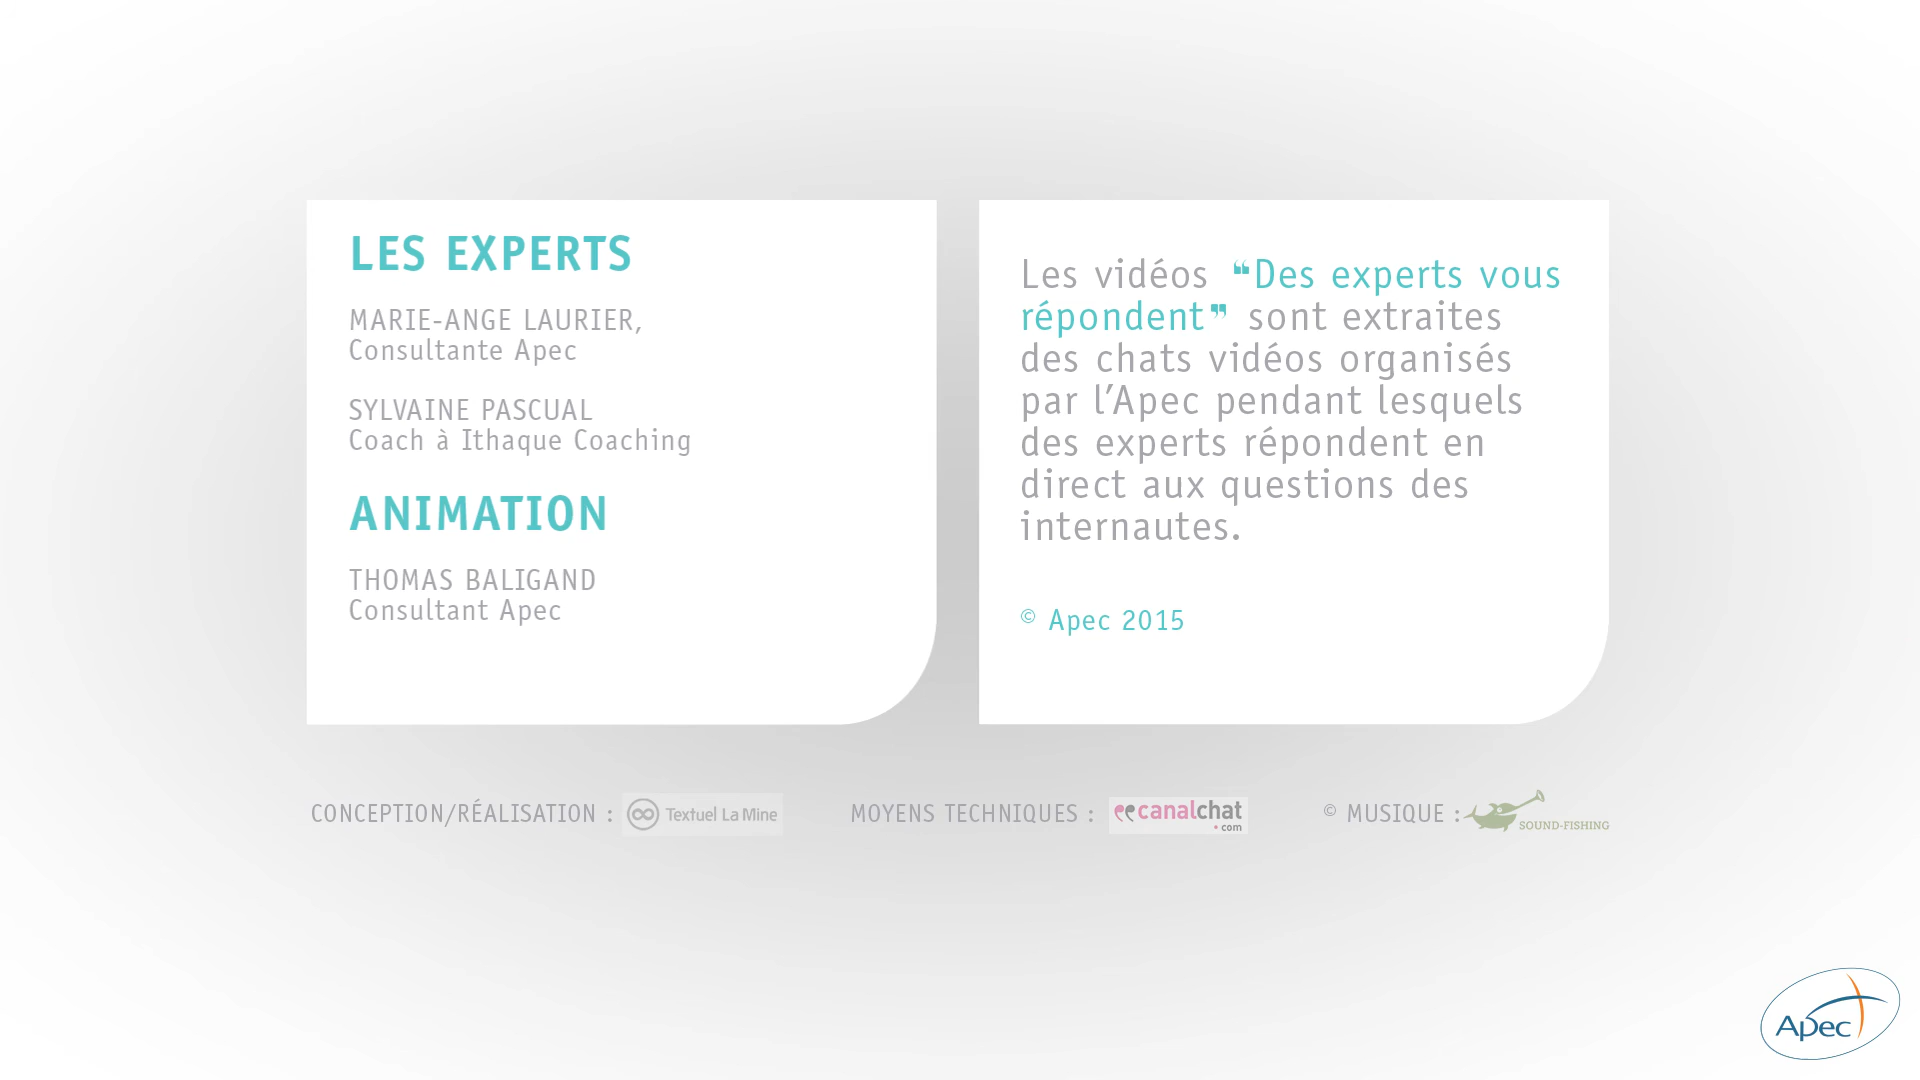 LES EXPERTS
MARIE-ANGE LAURIER,
Consultante Apec
SYLVAINE PASCUAL
Coach à Ithaque Coaching
ANIMATION
THOMAS BALIGAND
Consultant Apec
Les vidéos ❝Des experts vous
répondent❞ sont extraites
des chats vidéos organisés
par l’Apec pendant lesquels
des experts répondent en
direct aux questions des
internautes.
© Apec 2015
CONCEPTION/RÉALISATION : Textuel La Mine
MOYENS TECHNIQUES : canalchat
.com
© MUSIQUE : SOUND-FISHING
Apec